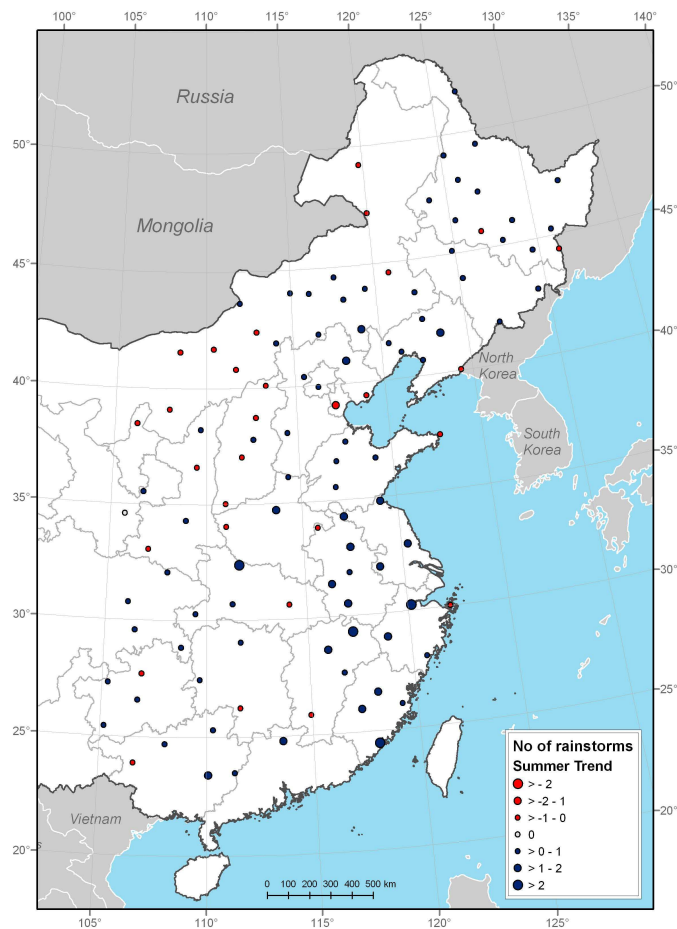 100° 105° 110° 115° 120° 125° 130° 135° 140°
Russia
50°
50°
Mongolia
45°
45°
40°
40°
North
Korea
South
Korea
35°
35°
30°
30°
25°
25°
No of rainstorms
Summer Trend
> - 2
> -2 - 1
> -1 - 0
0
> 0 - 1
> 1 - 2
> 2
Vietnam
20°
20°
s
0 100 200 300 400 500 km
105° 110° 115° 120° 125°